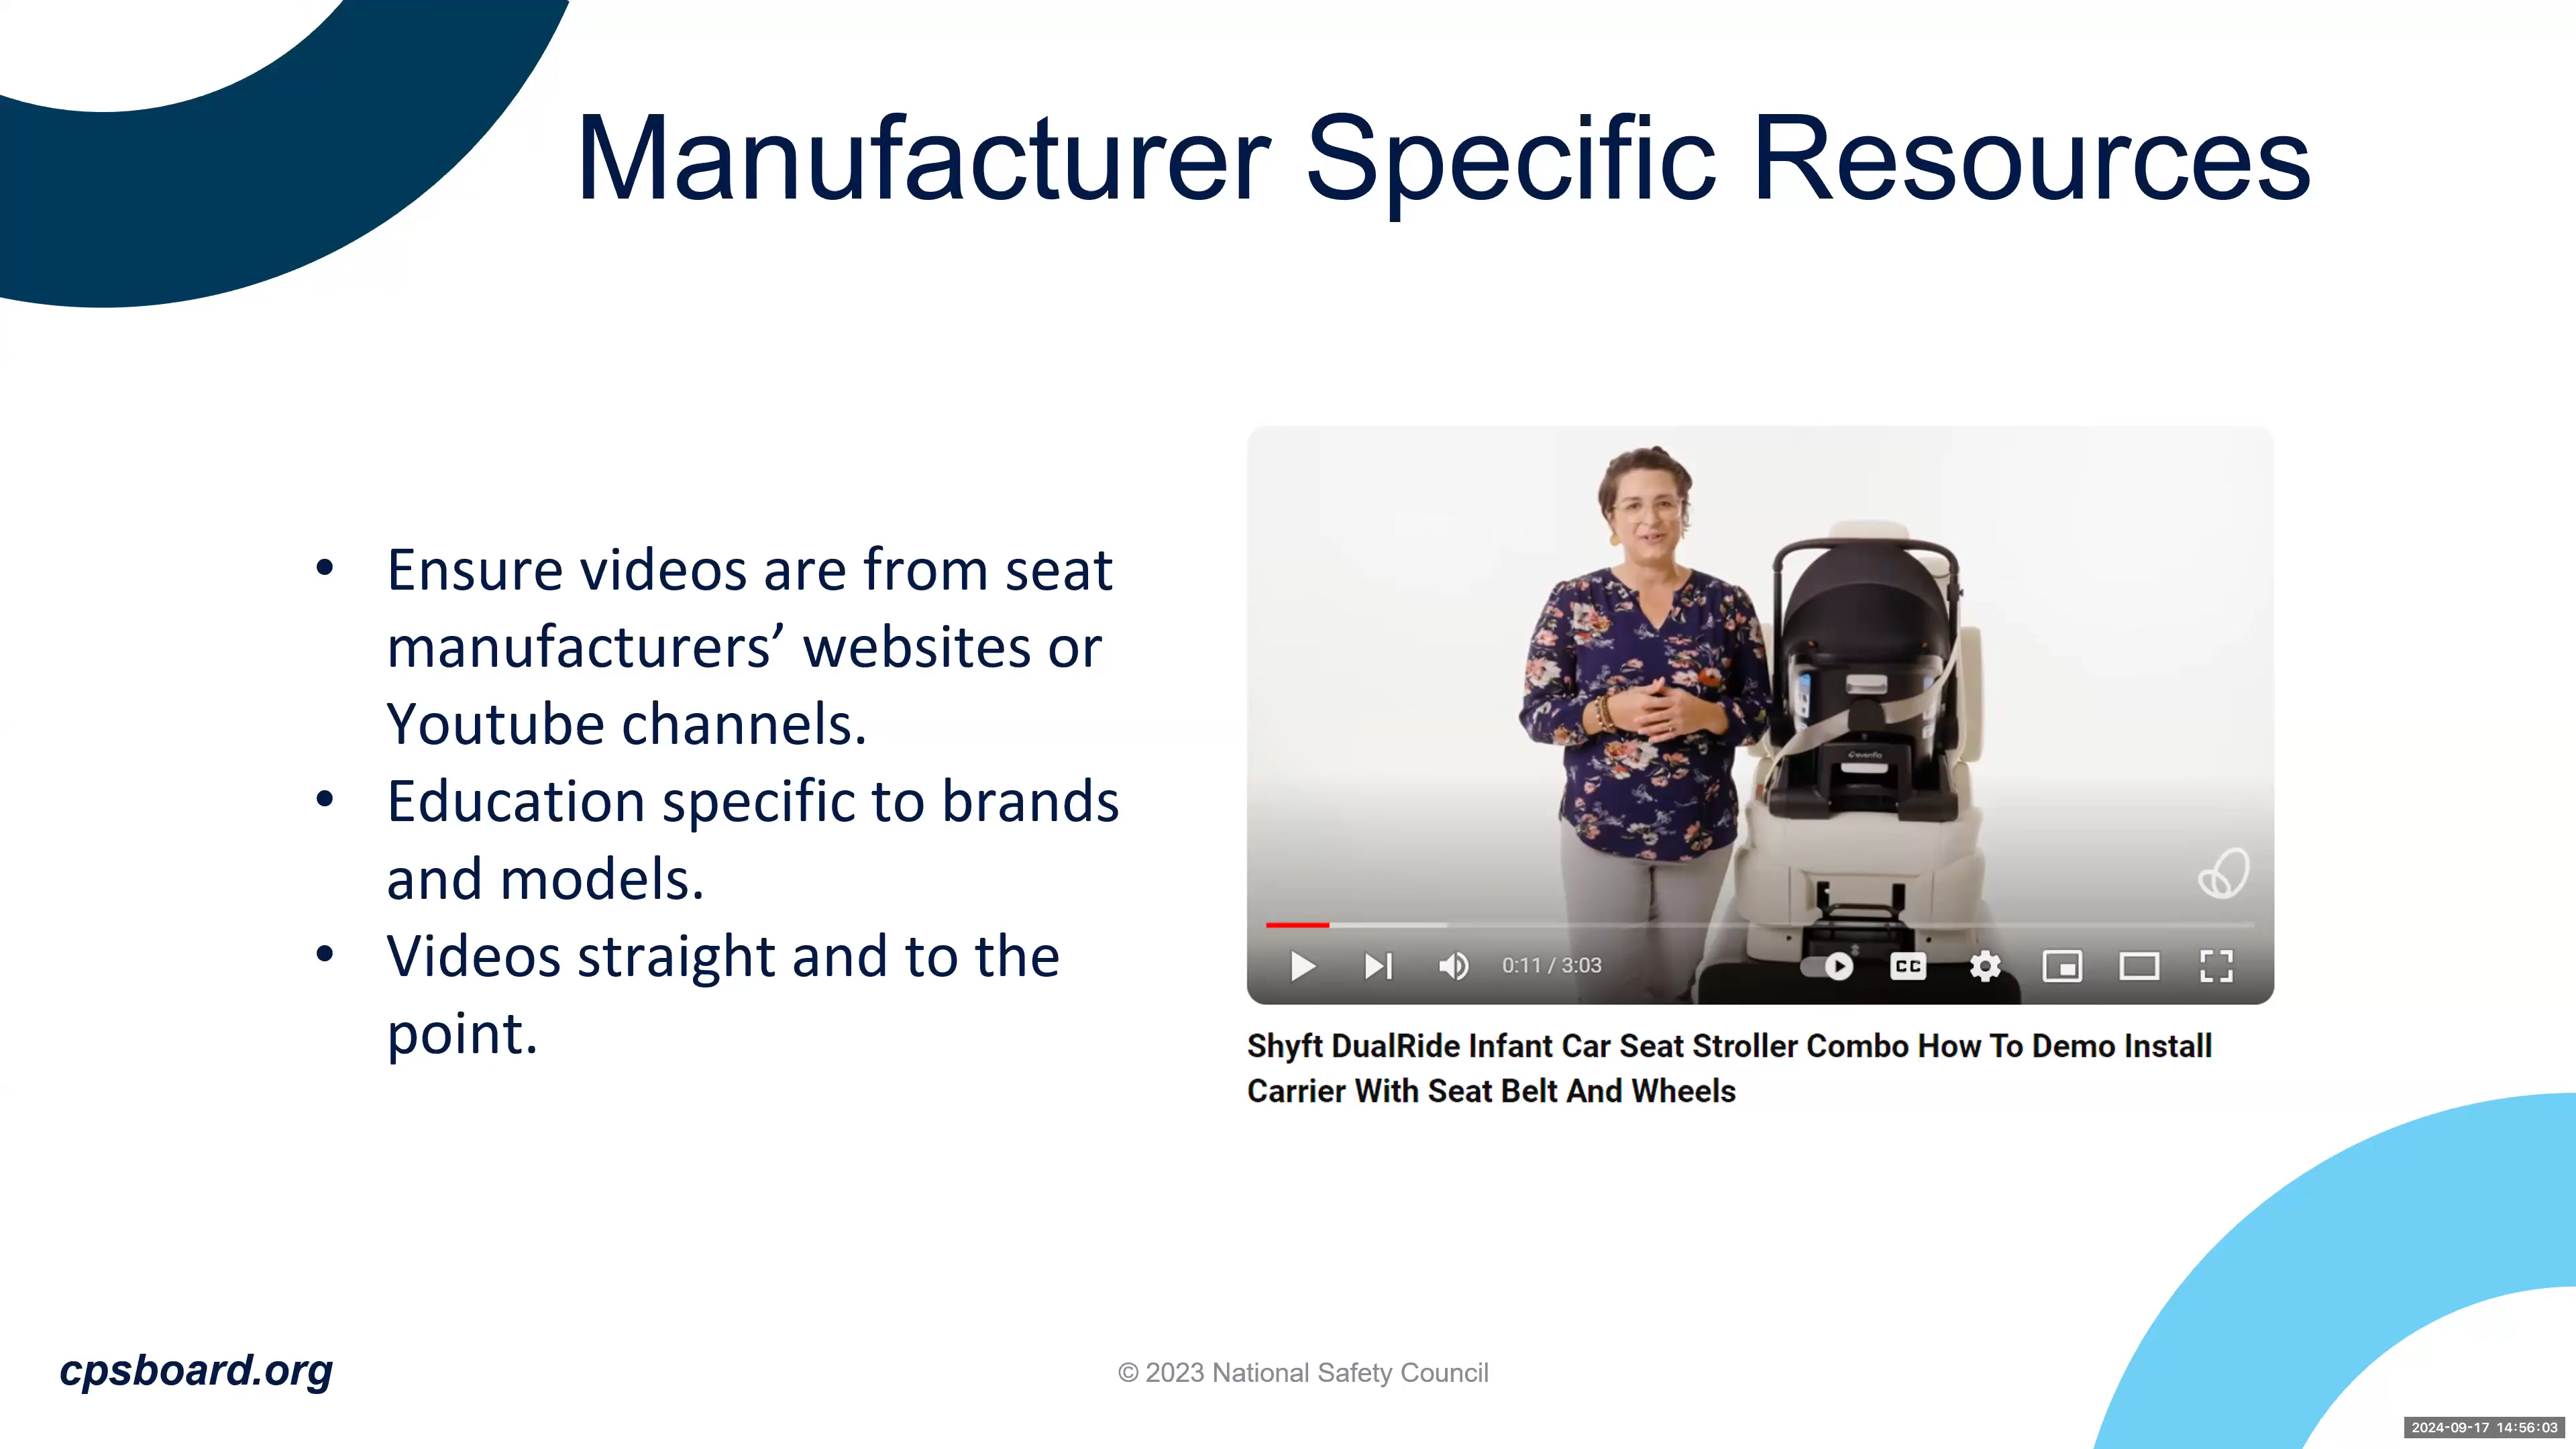 Manufacturer Specific Resources
• Ensure videos are from seat
manufacturers’ websites or
Youtube channels.
• Education specific to brands
and models.
• Videos straight and to the
point.
evenflo
0:11 / 3:03
CC
Shyft DualRide Infant Car Seat Stroller Combo How To Demo Install
Carrier With Seat Belt And Wheels
cpsboard.org
© 2023 National Safety Council
2024-09-17 14:56:03